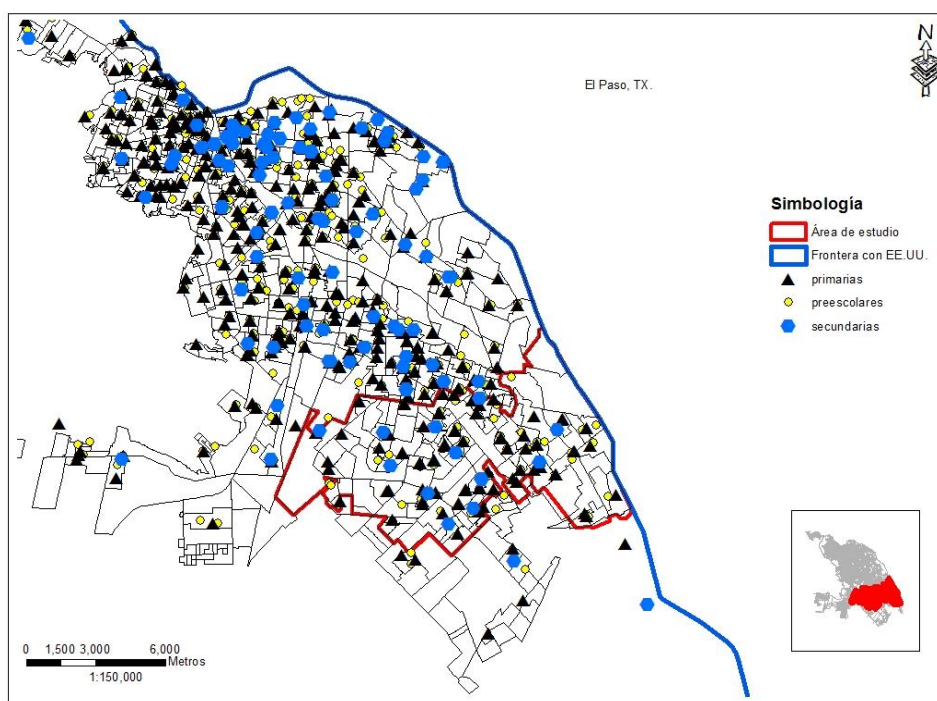 N
El Paso, TX.
Simbología
Área de estudio
Frontera con EE.UU.
primarias
preescolares
secundarias
0 1,500 3,000 6,000
Metros
1:150,000